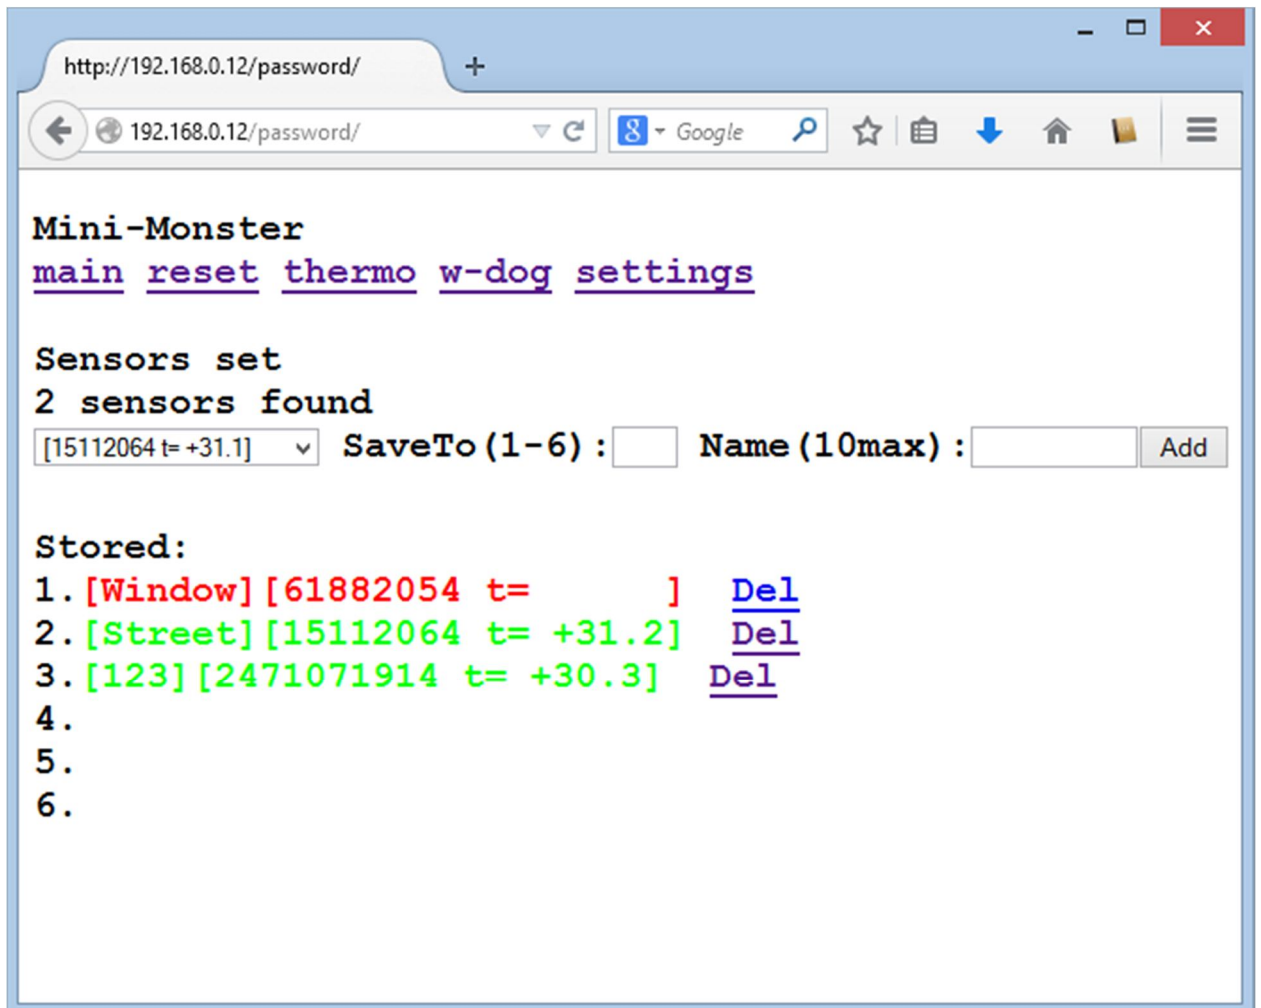 http://192.168.0.12/password/
192.168.0.12/password/ 8 Google
Mini-Monster
main reset thermo w-dog settings
Sensors set
2 sensors found
[15112064 t= +31.1] SaveTo(1-6): Name(10max): Add
Stored:
1.[Window][61882054 t=      ] Del
2.[Street][15112064 t= +31.2] Del
3.[123][2471071914 t= +30.3] Del
4.
5.
6.